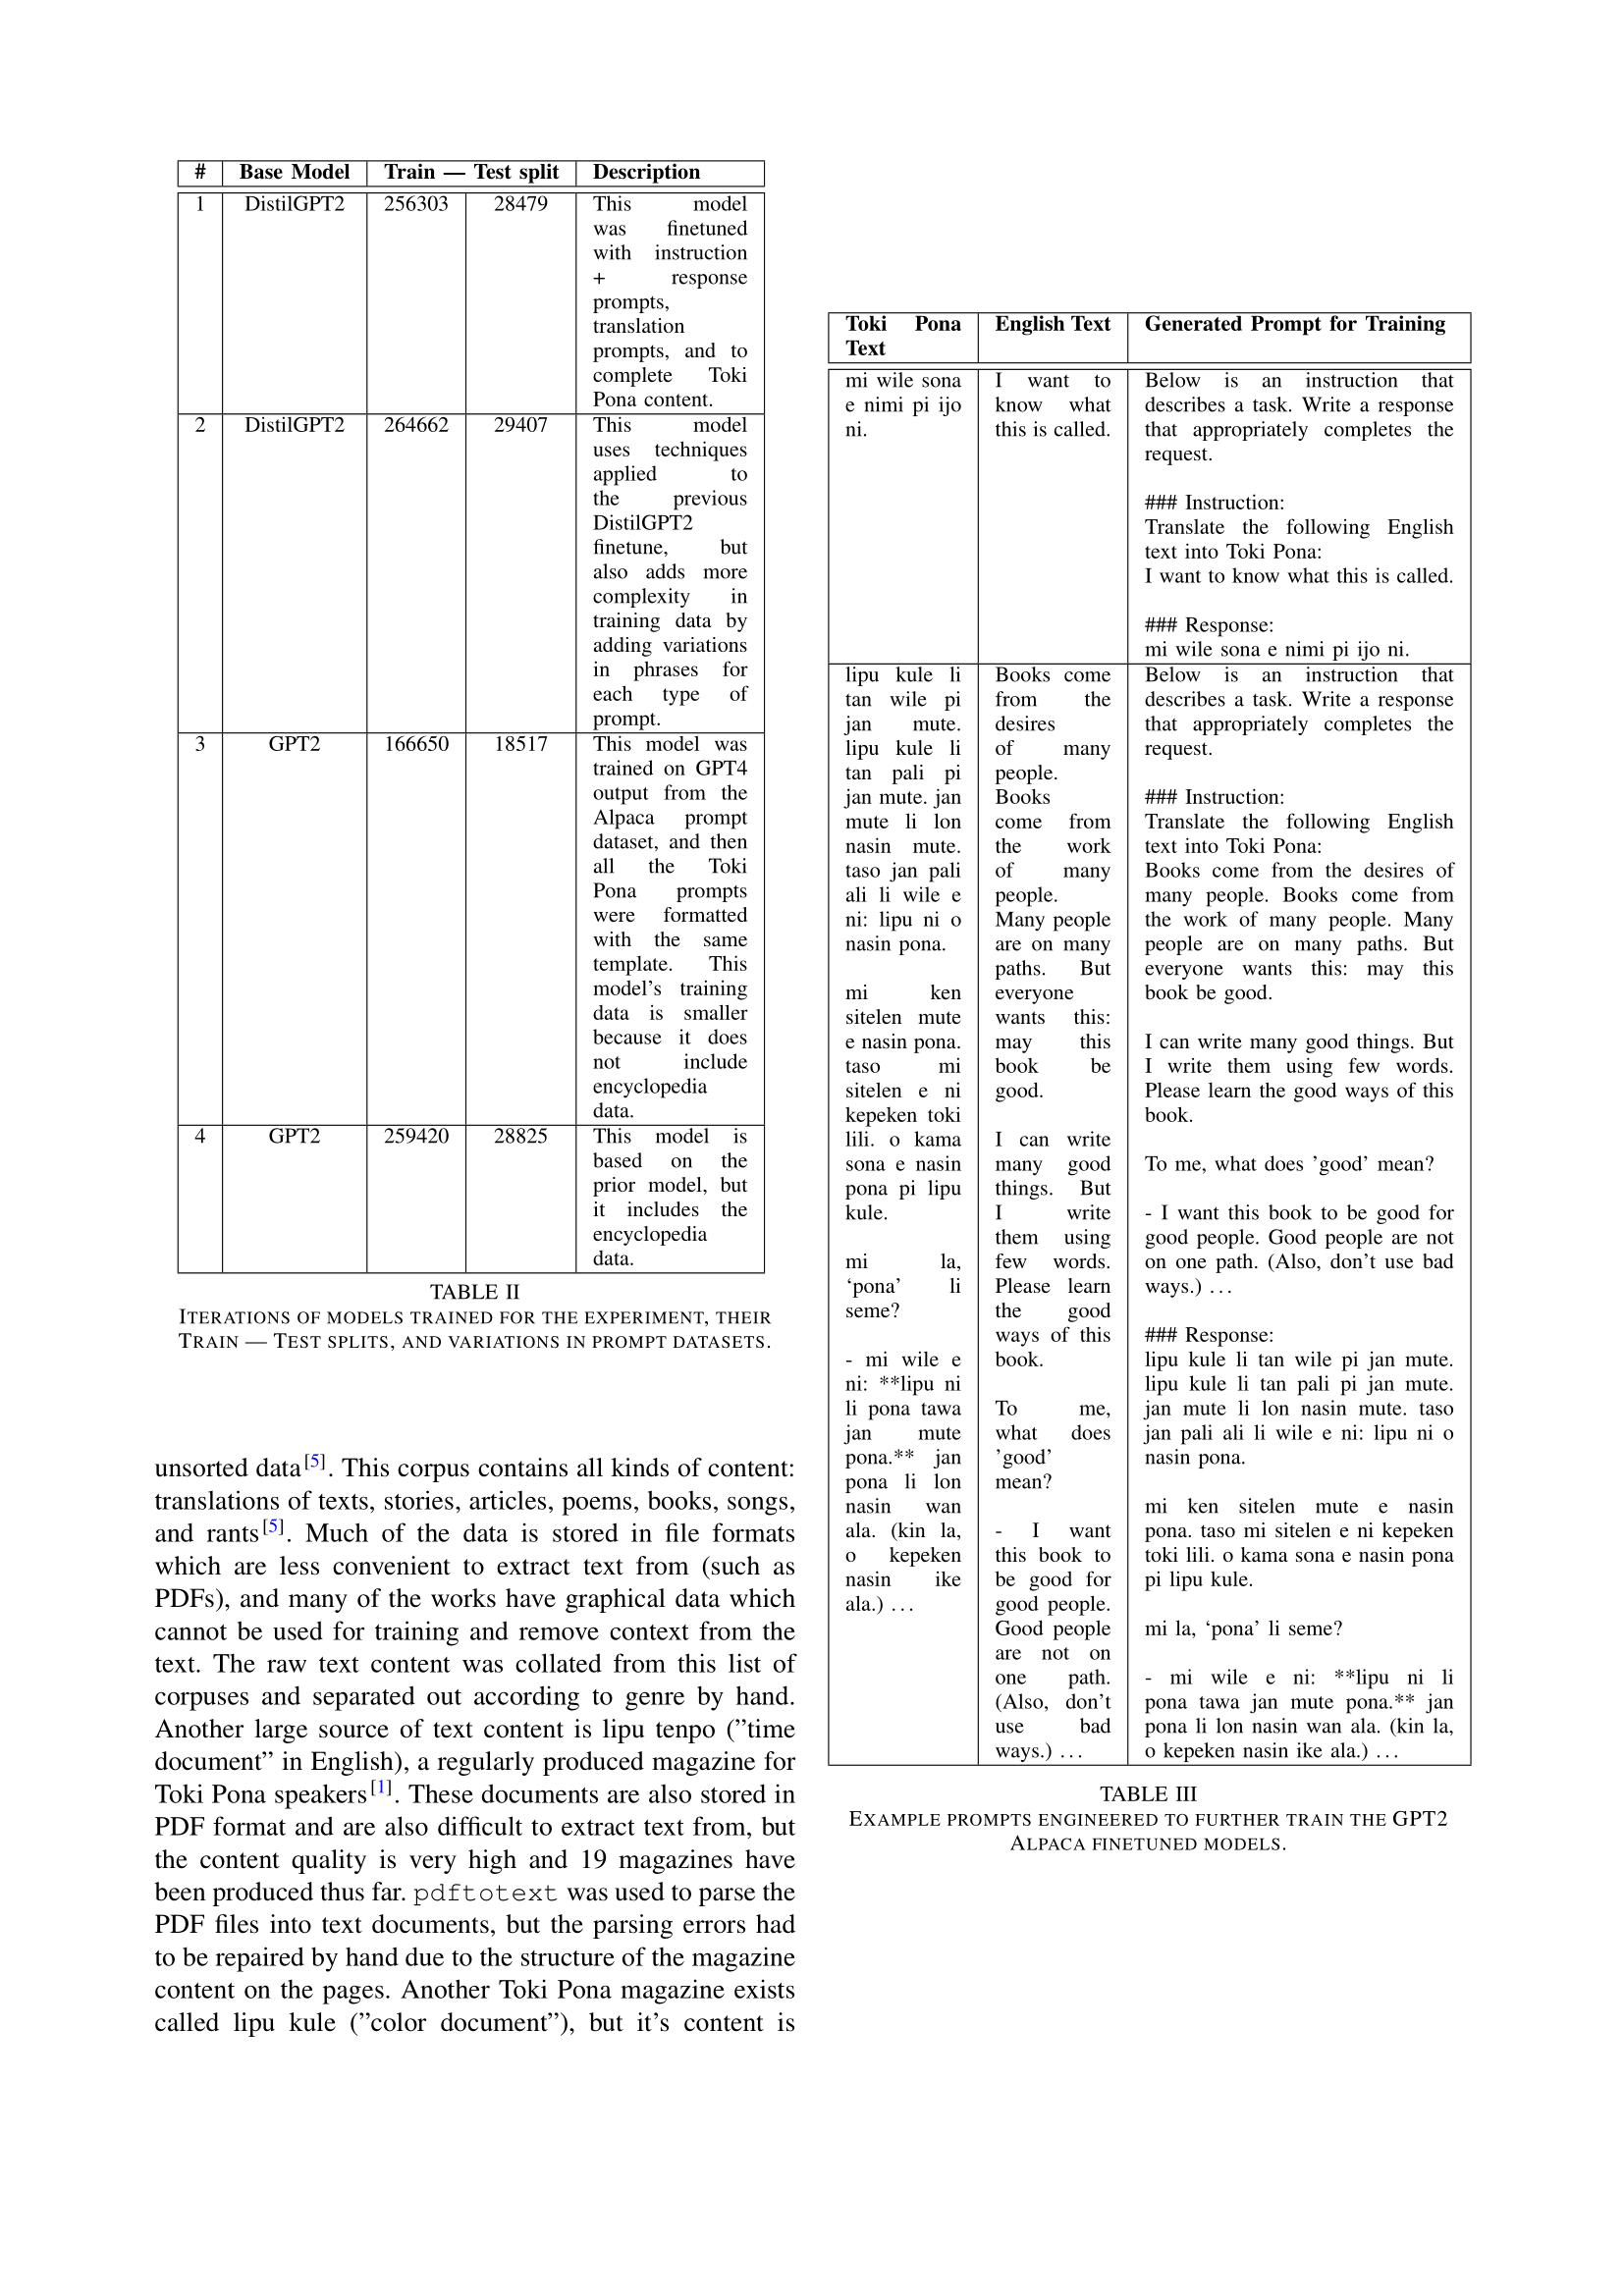 # Base Model Train — Test split Description
1 DistilGPT2 256303 28479 This model
was finetuned
with instruction
+ response
prompts,
translation
prompts, and to
complete Toki
Pona content.
2 DistilGPT2 264662 29407 This model
uses techniques
applied to
the previous
DistilGPT2
finetune, but
also adds more
complexity in
training data by
adding variations
in phrases for
each type of
prompt.
3 GPT2 166650 18517 This model was
trained on GPT4
output from the
Alpaca prompt
dataset, and then
all the Toki
Pona prompts
were formatted
with the same
template. This
model's training
data is smaller
because it does
not include
encyclopedia
data.
4 GPT2 259420 28825 This model is
based on the
prior model, but
it includes the
encyclopedia
data.
TABLE II
ITERATIONS OF MODELS TRAINED FOR THE EXPERIMENT, THEIR
TRAIN — TEST SPLITS, AND VARIATIONS IN PROMPT DATASETS.
unsorted data[5]. This corpus contains all kinds of content:
translations of texts, stories, articles, poems, books, songs,
and rants[5]. Much of the data is stored in file formats
which are less convenient to extract text from (such as
PDFs), and many of the works have graphical data which
cannot be used for training and remove context from the
text. The raw text content was collated from this list of
corpuses and separated out according to genre by hand.
Another large source of text content is lipu tenpo (”time
document” in English), a regularly produced magazine for
Toki Pona speakers[1]. These documents are also stored in
PDF format and are also difficult to extract text from, but
the content quality is very high and 19 magazines have
been produced thus far. pdftotext was used to parse the
PDF files into text documents, but the parsing errors had
to be repaired by hand due to the structure of the magazine
content on the pages. Another Toki Pona magazine exists
called lipu kule (”color document”), but it's content is
Toki Pona
Text
English Text
Generated Prompt for Training
mi wile sona
e nimi pi ijo
ni.
I want to
know what
this is called.
Below is an instruction that
describes a task. Write a response
that appropriately completes the
request.
### Instruction:
Translate the following English
text into Toki Pona:
I want to know what this is called.
### Response:
mi wile sona e nimi pi ijo ni.
lipu kule li
tan wile pi
jan mute.
lipu kule li
tan pali pi
jan mute. jan
mute li lon
nasin mute.
taso jan pali
ali li wile e
ni: lipu ni o
nasin pona.
mi ken
sitelen mute
e nasin pona.
taso mi
sitelen e ni
kepeken toki
lili. o kama
sona e nasin
pona pi lipu
kule.
mi la,
‘pona’ li
seme?
- mi wile e
ni: **lipu ni
li pona tawa
jan mute
pona.** jan
pona li lon
nasin wan
ala. (kin la,
o kepeken
nasin ike
ala.) ...
Books come
from the
desires
of many
people.
Books
come from
the work
of many
people.
Many people
are on many
paths. But
everyone
wants this:
may this
book be
good.
I can write
many good
things. But
I write
them using
few words.
Please learn
the good
ways of this
book.
To me,
what does
’good’
mean?
- I want
this book to
be good for
good people.
Good people
are not on
one path.
(Also, don't
use bad
ways.) ...
Below is an instruction that
describes a task. Write a response
that appropriately completes the
request.
### Instruction:
Translate the following English
text into Toki Pona:
Books come from the desires of
many people. Books come from
the work of many people. Many
people are on many paths. But
everyone wants this: may this
book be good.
I can write many good things. But
I write them using few words.
Please learn the good ways of this
book.
To me, what does ’good’ mean?
- I want this book to be good for
good people. Good people are not
on one path. (Also, don't use bad
ways.) ...
### Response:
lipu kule li tan wile pi jan mute.
lipu kule li tan pali pi jan mute.
jan mute li lon nasin mute. taso
jan pali ali li wile e ni: lipu ni o
nasin pona.
mi ken sitelen mute e nasin
pona. taso mi sitelen e ni kepeken
toki lili. o kama sona e nasin pona
pi lipu kule.
mi la, ‘pona’ li seme?
- mi wile e ni: **lipu ni li
pona tawa jan mute pona.** jan
pona li lon nasin wan ala. (kin la,
o kepeken nasin ike ala.) ...
TABLE III
EXAMPLE PROMPTS ENGINEERED TO FURTHER TRAIN THE GPT2
ALPACA FINETUNED MODELS.